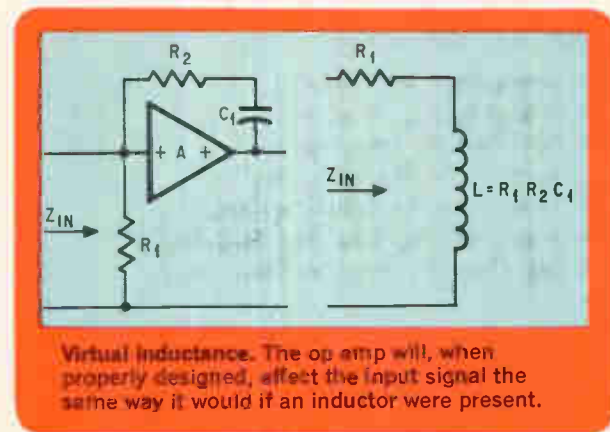 R2
R1
C1
+ A +
ZIN
L = R1 R2 C1
ZIN
R1
Virtual inductance. The op amp will, when
properly designed, affect the input signal the
same way it would if an inductor were present.